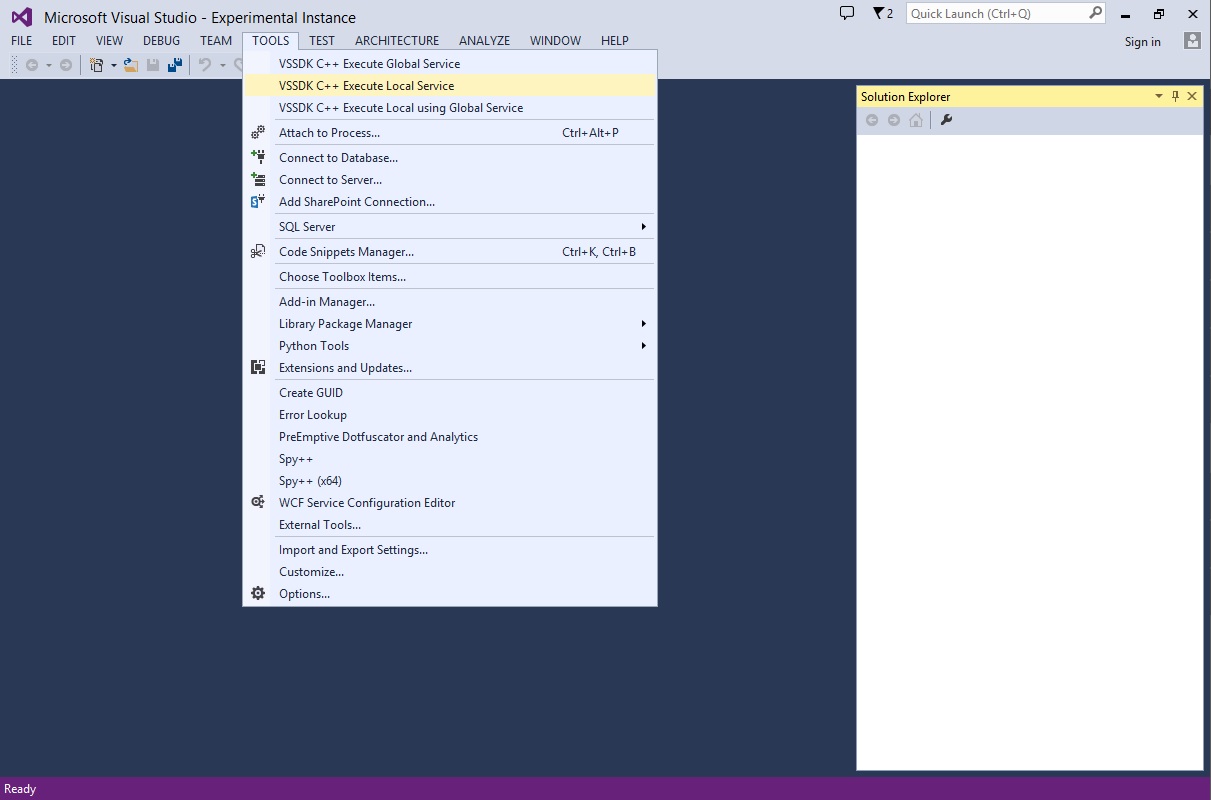 Microsoft Visual Studio - Experimental Instance
2
Quick Launch (Ctrl+Q)
FILE EDIT VIEW DEBUG TEAM TOOLS TEST ARCHITECTURE ANALYZE WINDOW HELP
Sign in
VSSDK C++ Execute Global Service
VSSDK C++ Execute Local Service
VSSDK C++ Execute Local using Global Service
Attach to Process... Ctrl+Alt+P
Connect to Database...
Connect to Server...
Add SharePoint Connection...
SQL Server
Code Snippets Manager... Ctrl+K, Ctrl+B
Choose Toolbox Items...
Add-in Manager...
Library Package Manager
Python Tools
Extensions and Updates...
Create GUID
Error Lookup
PreEmptive Dotfuscator and Analytics
Spy++
Spy++ (x64)
WCF Service Configuration Editor
External Tools...
Import and Export Settings...
Customize...
Options...
Solution Explorer
Ready